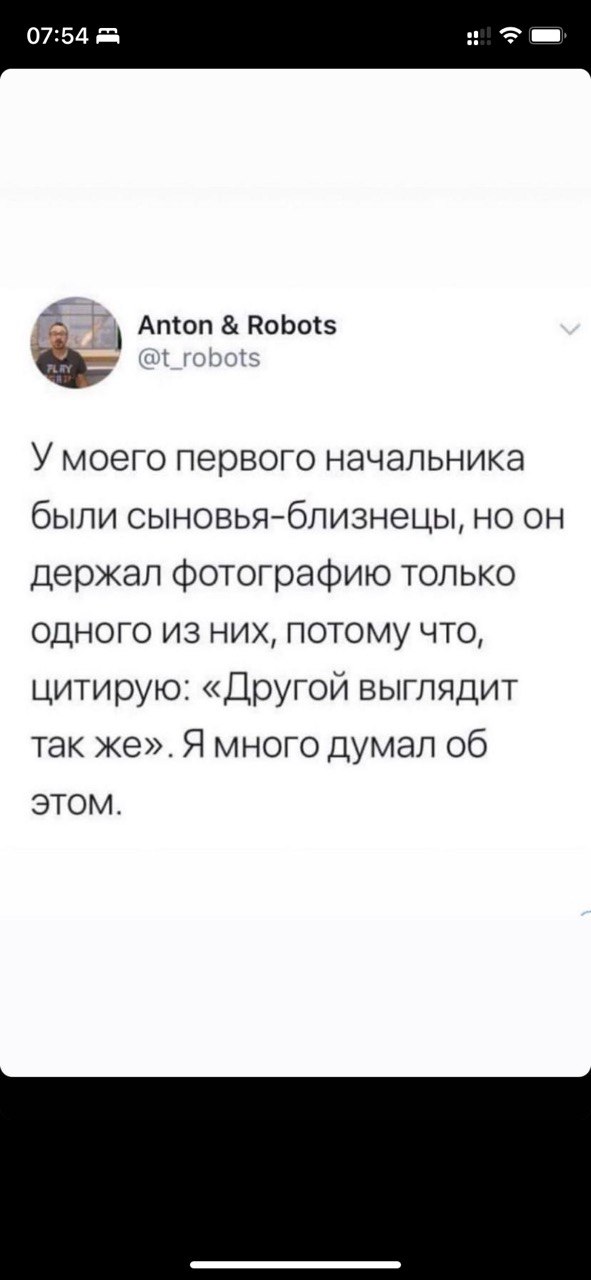 07:54
Anton & Robots
@t_robots
PLAY
У моего первого начальника
были сыновья-близнецы, но он
держал фотографию только
одного из них, потому что,
цитирую: «Другой выглядит
так же». Я много думал об
этом.